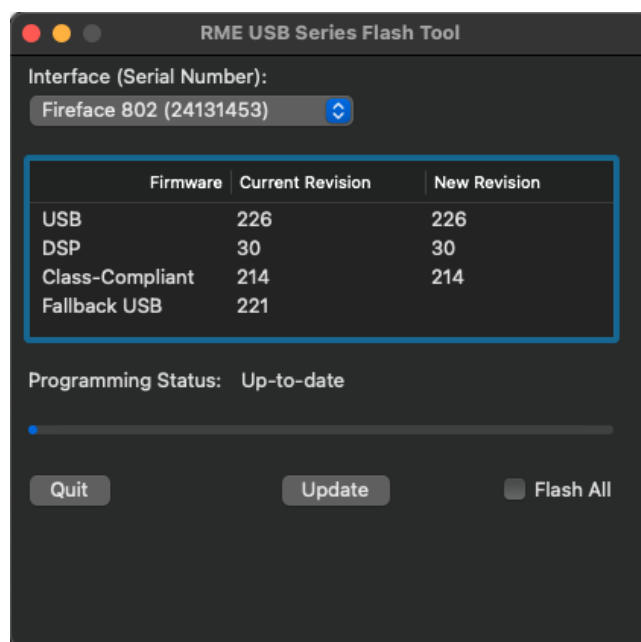 RME USB Series Flash Tool
Interface (Serial Number):
Fireface 802 (24131453)
Firmware Current Revision New Revision
USB 226 226
DSP 30 30
Class-Compliant 214 214
Fallback USB 221
Programming Status: Up-to-date
Quit Update Flash All